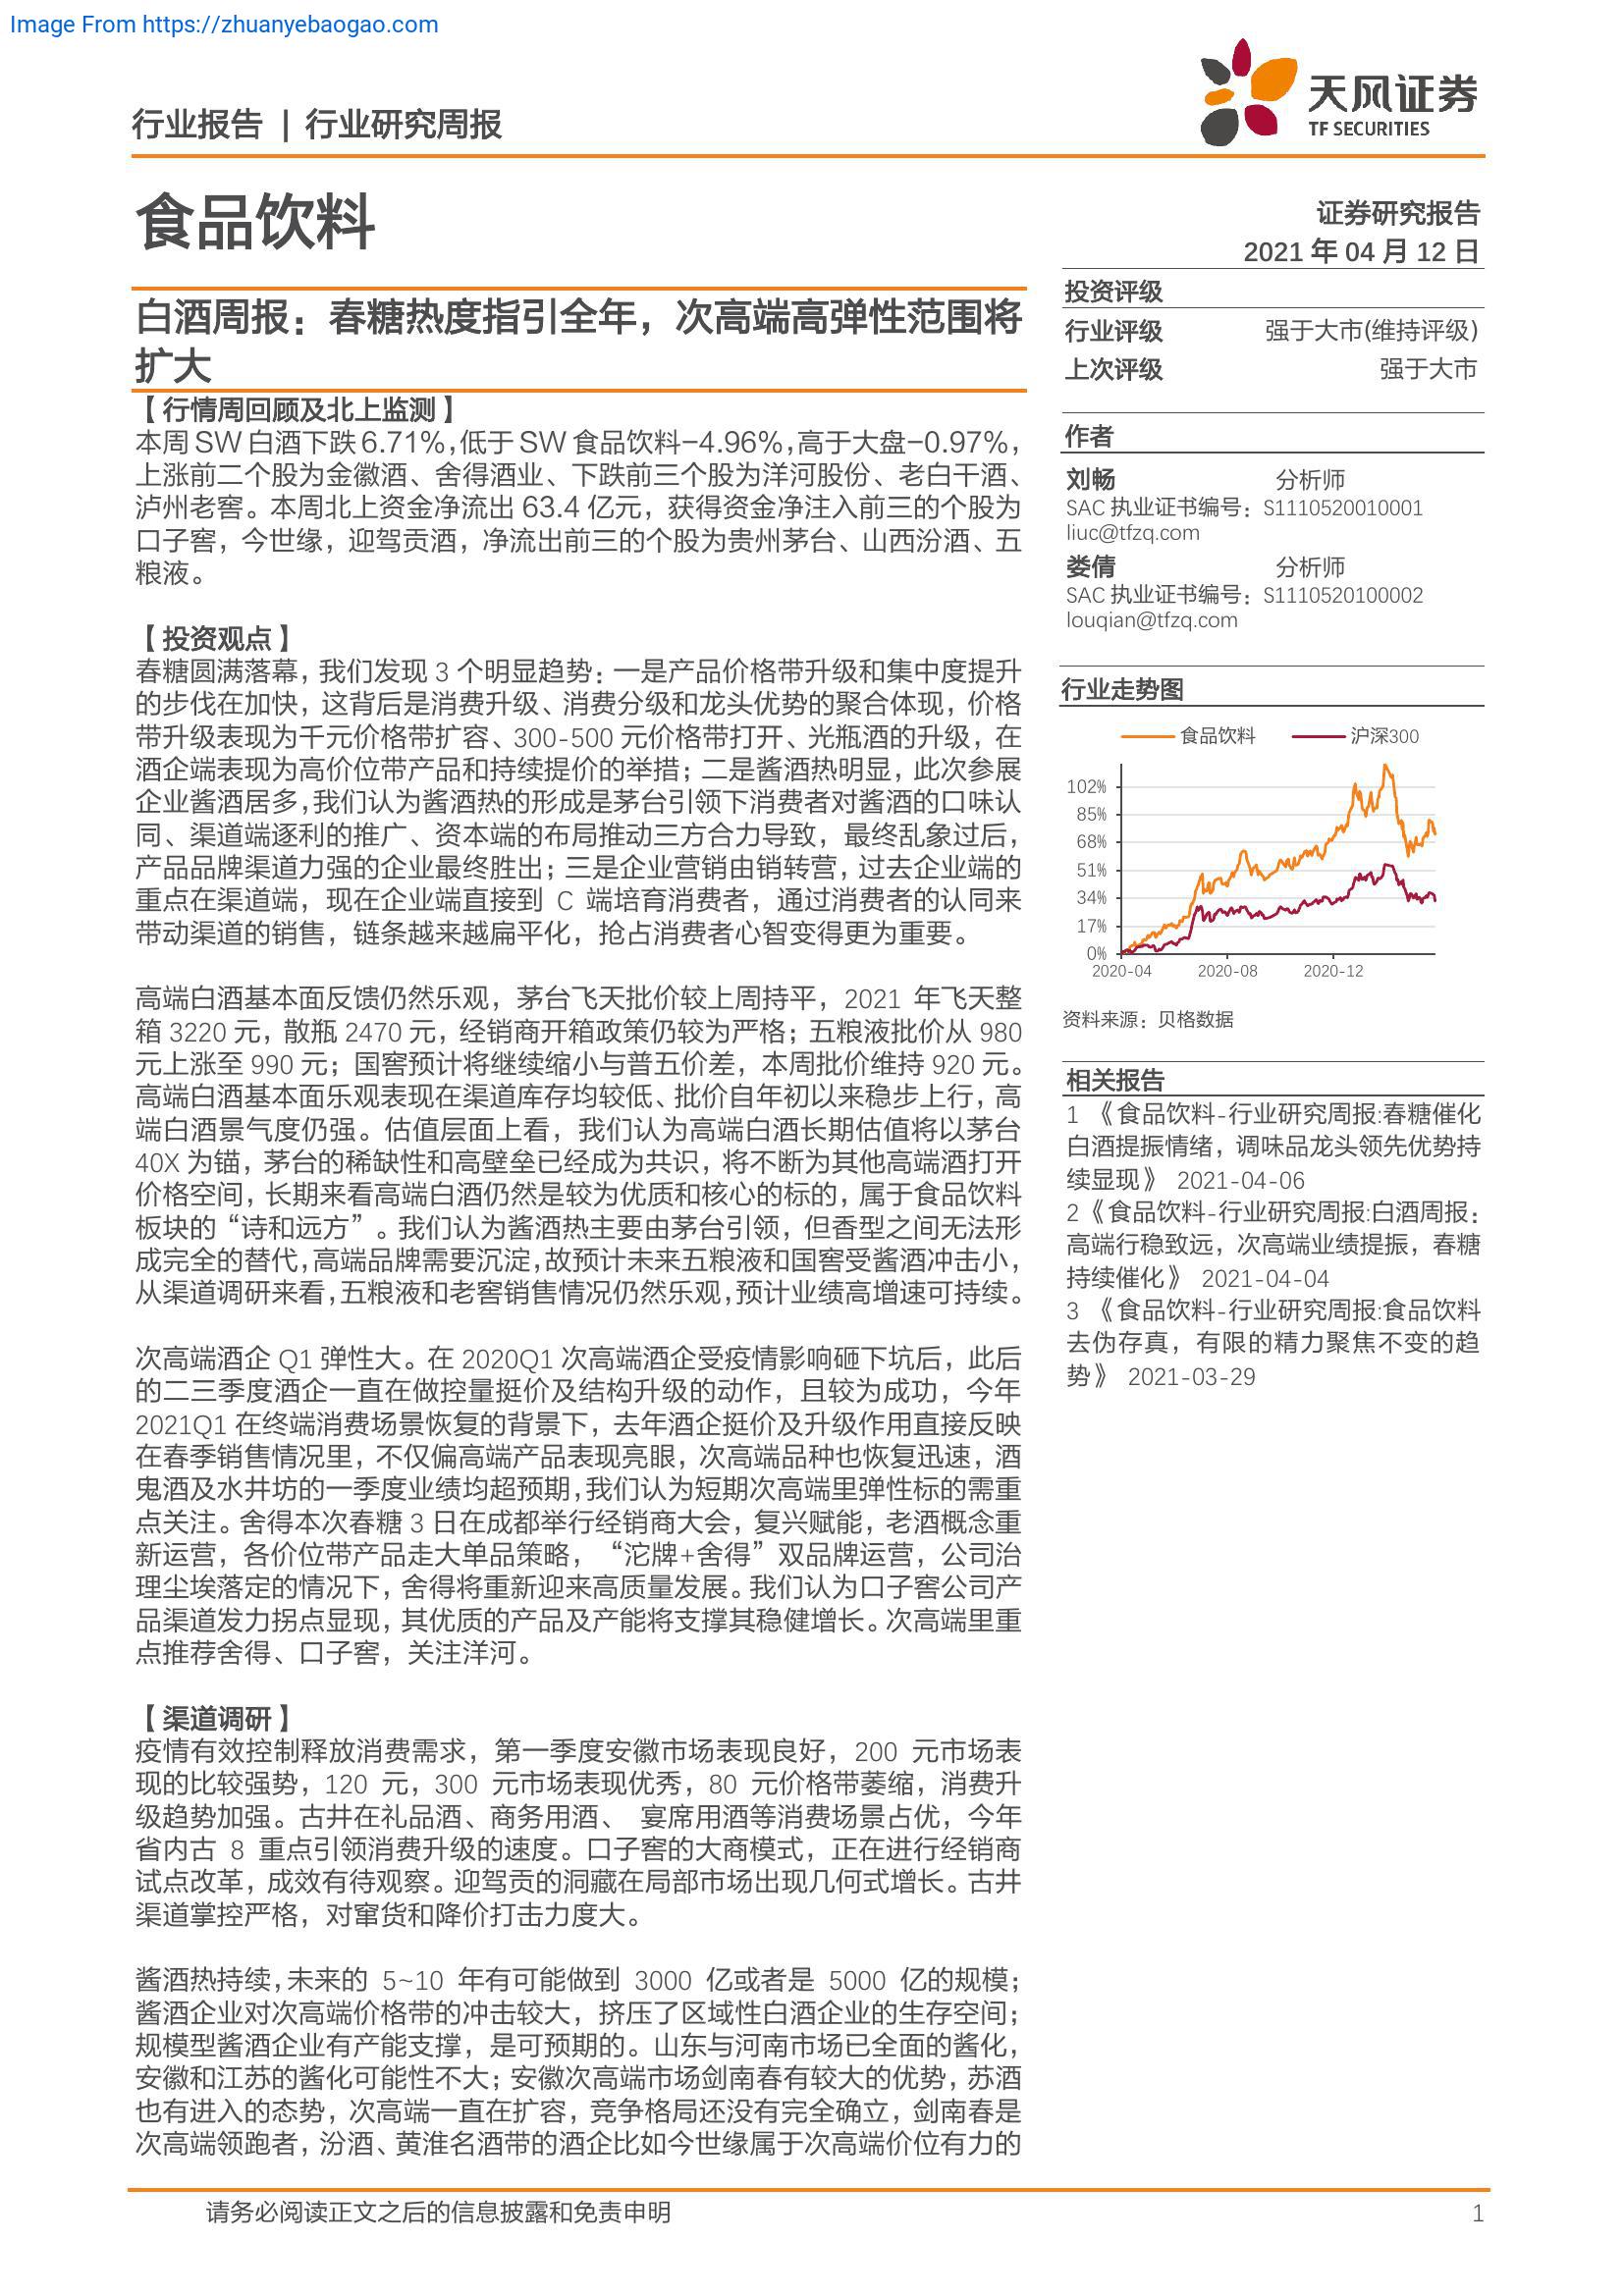 Image From https://zhuanyebaogao.com
行业报告 | 行业研究周报
天风证券
TF SECURITIES
食品饮料
证券研究报告
2021 年 04 月 12 日
白酒周报：春糖热度指引全年，次高端高弹性范围将
扩大
【行情周回顾及北上监测】
本周 SW 白酒下跌 6.71%，低于 SW 食品饮料-4.96%，高于大盘-0.97%，
上涨前二个股为金徽酒、舍得酒业、下跌前三个股为洋河股份、老白干酒、
泸州老窖。本周北上资金净流出 63.4 亿元，获得资金净注入前三的个股为
口子窖，今世缘，迎驾贡酒，净流出前三的个股为贵州茅台、山西汾酒、五
粮液。
【投资观点】
春糖圆满落幕，我们发现 3 个明显趋势：一是产品价格带升级和集中度提升
的步伐在加快，这背后是消费升级、消费分级和龙头优势的聚合体现，价格
带升级表现为千元价格带扩容、300-500 元价格带打开、光瓶酒的升级，在
酒企端表现为高价位带产品和持续提价的举措；二是酱酒热明显，此次参展
企业酱酒居多，我们认为酱酒热的形成是茅台引领下消费者对酱酒的口味认
同、渠道端逐利的推广、资本端的布局推动三方合力导致，最终乱象过后，
产品品牌渠道力强的企业最终胜出；三是企业营销由销转营，过去企业端的
重点在渠道端，现在企业端直接到 C 端培育消费者，通过消费者的认同来
带动渠道的销售，链条越来越扁平化，抢占消费者心智变得更为重要。
高端白酒基本面反馈仍然乐观，茅台飞天批价较上周持平，2021 年飞天整
箱 3220 元，散瓶 2470 元，经销商开箱政策仍较为严格；五粮液批价从 980
元上涨至 990 元；国窖预计将继续缩小与普五价差，本周批价维持 920 元。
高端白酒基本面乐观表现在渠道库存均较低、批价自年初以来稳步上行，高
端白酒景气度仍强。估值层面上看，我们认为高端白酒长期估值将以茅台
40X 为锚，茅台的稀缺性和高壁垒已经成为共识，将不断为其他高端酒打开
价格空间，长期来看高端白酒仍然是较为优质和核心的标的，属于食品饮料
板块的“诗和远方”。我们认为酱酒热主要由茅台引领，但香型之间无法形
成完全的替代，高端品牌需要沉淀，故预计未来五粮液和国窖受酱酒冲击小，
从渠道调研来看，五粮液和老窖销售情况仍然乐观，预计业绩高增速可持续。
次高端酒企 Q1 弹性大。在 2020Q1 次高端酒企受疫情影响砸下坑后，此后
的二三季度酒企一直在做控量挺价及结构升级的动作，且较为成功，今年
2021Q1 在终端消费场景恢复的背景下，去年酒企挺价及升级作用直接反映
在春季销售情况里，不仅偏高端产品表现亮眼，次高端品种也恢复迅速，酒
鬼酒及水井坊的一季度业绩均超预期，我们认为短期次高端里弹性标的需重
点关注。舍得本次春糖 3 日在成都举行经销商大会，复兴赋能，老酒概念重
新运营，各价位带产品走大单品策略，“沱牌+舍得”双品牌运营，公司治
理尘埃落定的情况下，舍得将重新迎来高质量发展。我们认为口子窖公司产
品渠道发力拐点显现，其优质的产品及产能将支撑其稳健增长。次高端里重
点推荐舍得、口子窖，关注洋河。
【渠道调研】
疫情有效控制释放消费需求，第一季度安徽市场表现良好，200 元市场表
现的比较强势，120 元，300 元市场表现优秀，80 元价格带萎缩，消费升
级趋势加强。古井在礼品酒、商务用酒、 宴席用酒等消费场景占优，今年
省内古 8 重点引领消费升级的速度。口子窖的大商模式，正在进行经销商
试点改革，成效有待观察。迎驾贡的洞藏在局部市场出现几何式增长。古井
渠道掌控严格，对窜货和降价打击力度大。
酱酒热持续，未来的 5~10 年有可能做到 3000 亿或者是 5000 亿的规模；
酱酒企业对次高端价格带的冲击较大，挤压了区域性白酒企业的生存空间；
规模型酱酒企业有产能支撑，是可预期的。山东与河南市场已全面的酱化，
安徽和江苏的酱化可能性不大；安徽次高端市场剑南春有较大的优势，苏酒
也有进入的态势，次高端一直在扩容，竞争格局还没有完全确立，剑南春是
次高端领跑者，汾酒、黄淮名酒带的酒企比如今世缘属于次高端价位有力的
投资评级
行业评级 强于大市(维持评级)
上次评级 强于大市
作者
刘畅 分析师
SAC 执业证书编号：S1110520010001
liuc@tfzq.com
娄倩 分析师
SAC 执业证书编号：S1110520100002
louqian@tfzq.com
行业走势图
食品饮料 沪深300
102%
85%
68%
51%
34%
17%
0%
2020-04 2020-08 2020-12
资料来源：贝格数据
相关报告
1 《食品饮料-行业研究周报:春糖催化
白酒提振情绪，调味品龙头领先优势持
续显现》 2021-04-06
2《食品饮料-行业研究周报:白酒周报：
高端行稳致远，次高端业绩提振，春糖
持续催化》 2021-04-04
3 《食品饮料-行业研究周报:食品饮料
去伪存真，有限的精力聚焦不变的趋
势》 2021-03-29
请务必阅读正文之后的信息披露和免责申明 1